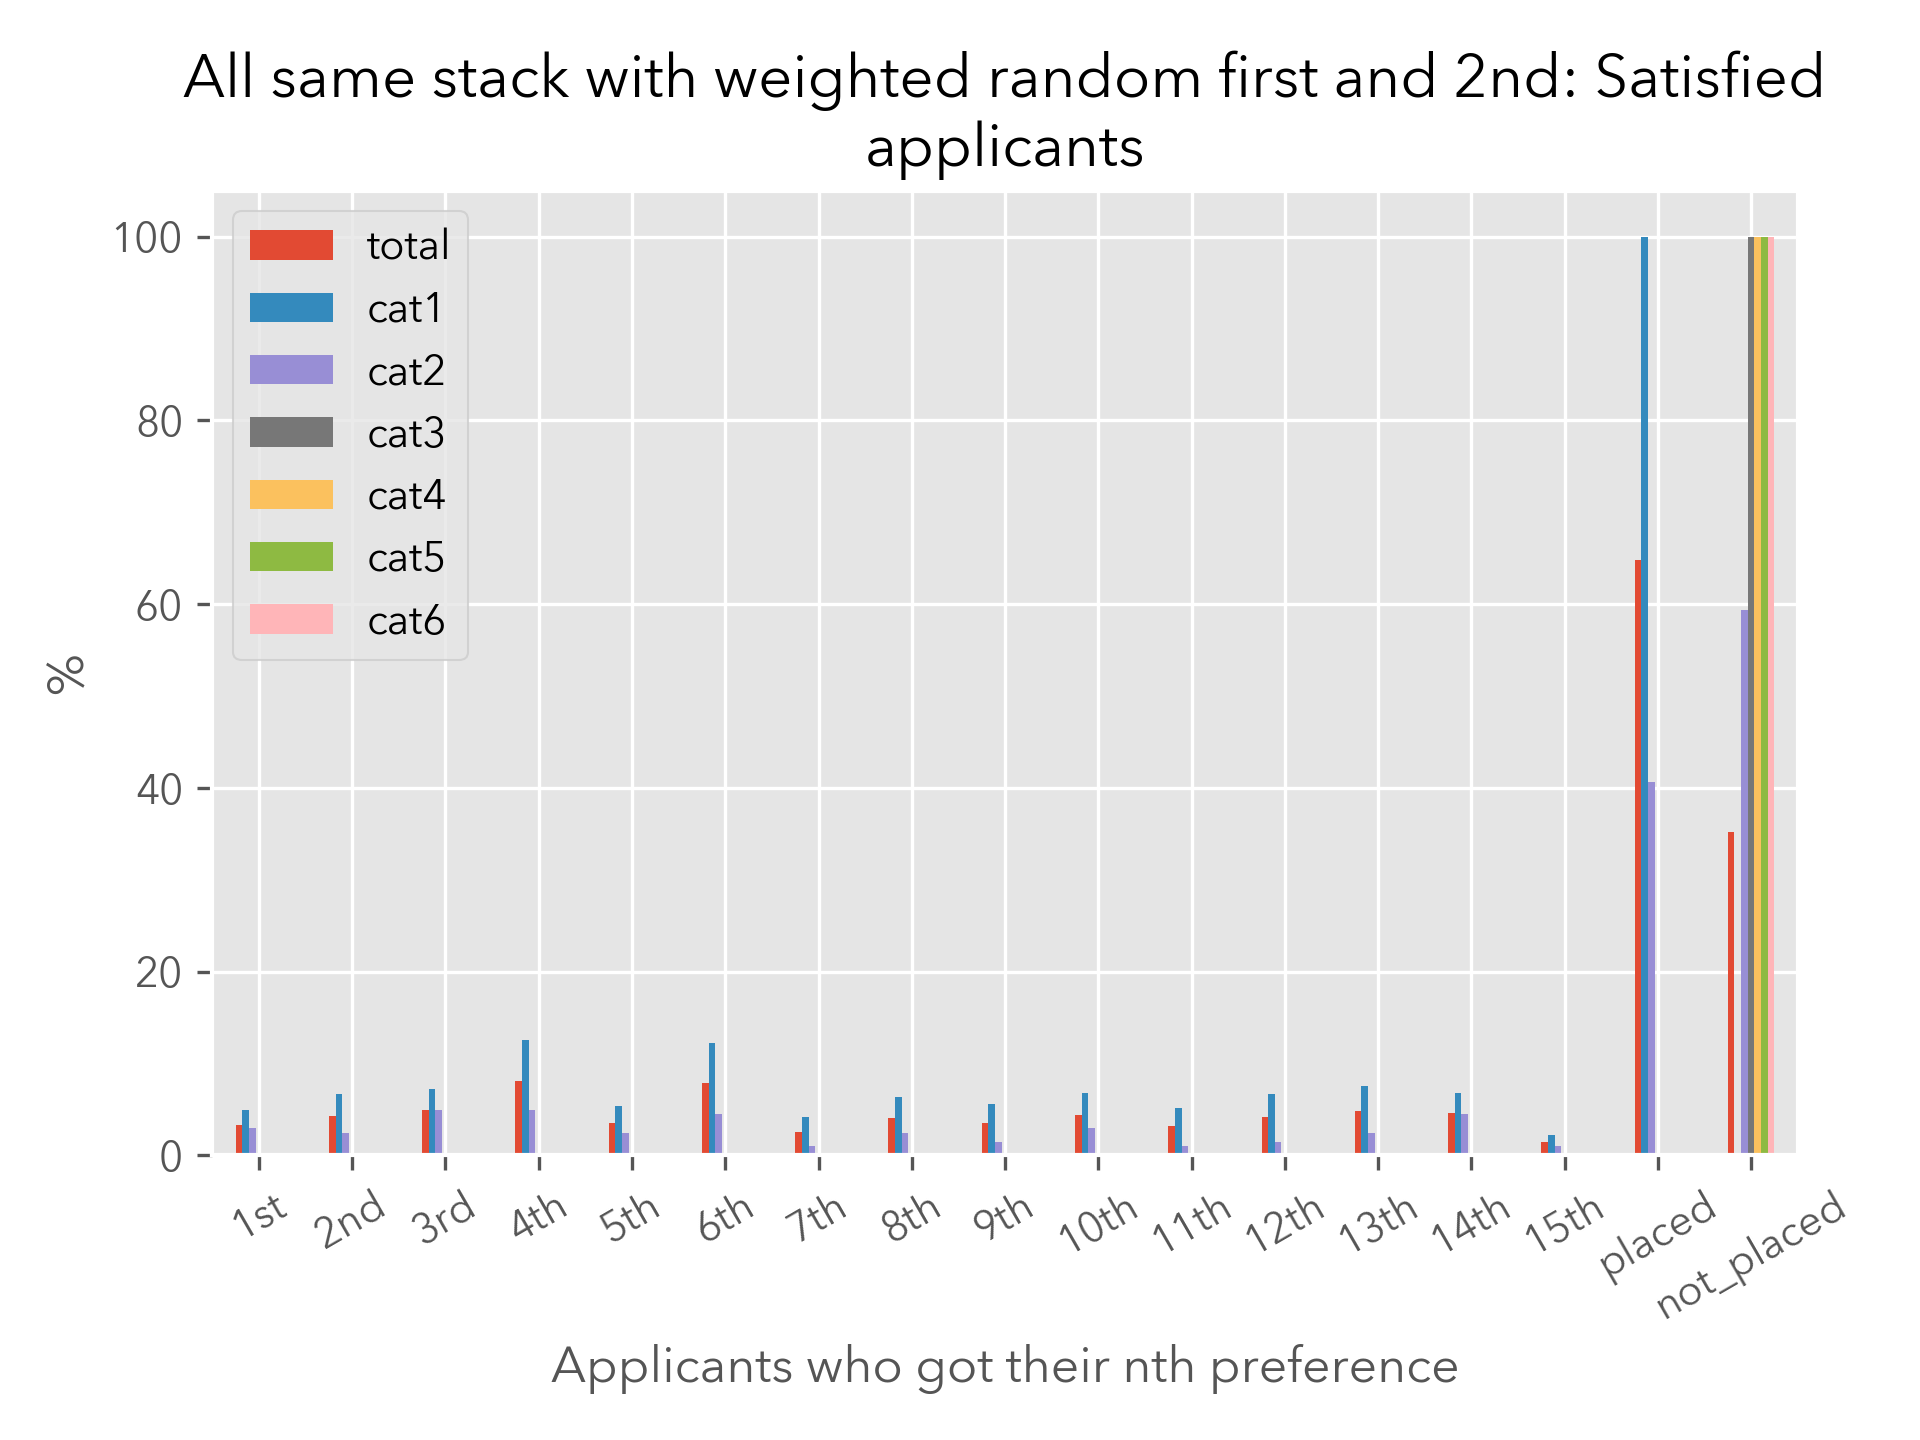 All same stack with weighted random first and 2nd: Satisfied
applicants
total
cat1
cat2
cat3
cat4
cat5
cat6
100
80
60
40
20
0
%
1st
2nd
3rd
4th
5th
6th
7th
8th
9th
10th
11th
12th
13th
14th
15th
placed
not_placed
Applicants who got their nth preference